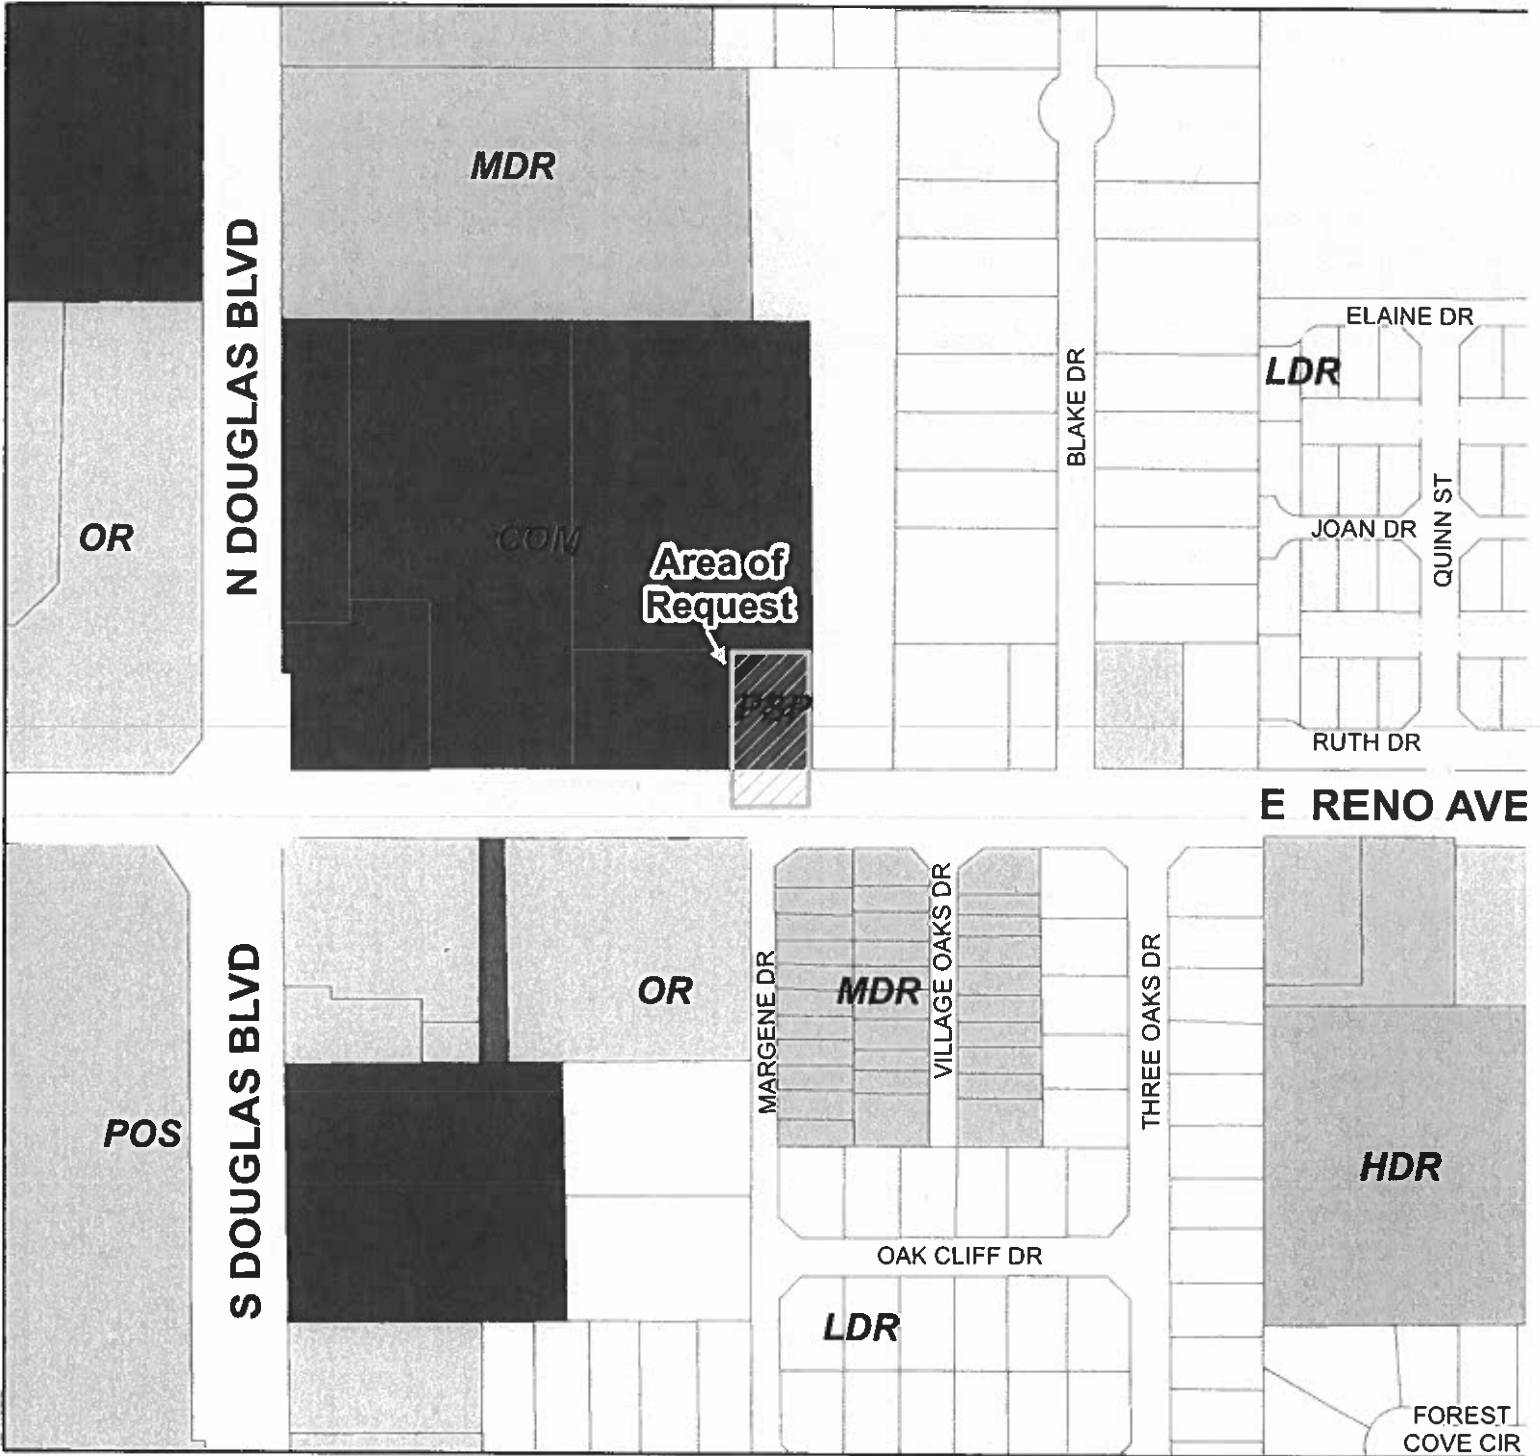 MDR
N DOUGLAS BLVD
ELAINE DR
LDR
BLAKE DR
OR
COM
QUINN ST
JOAN DR
Area of
Request
PSP
RUTH DR
E RENO AVE
S DOUGLAS BLVD
OR
MARGENE DR
MDR
VILLAGE OAKS DR
THREE OAKS DR
POS
HDR
OAK CLIFF DR
LDR
FOREST
COVE CIR